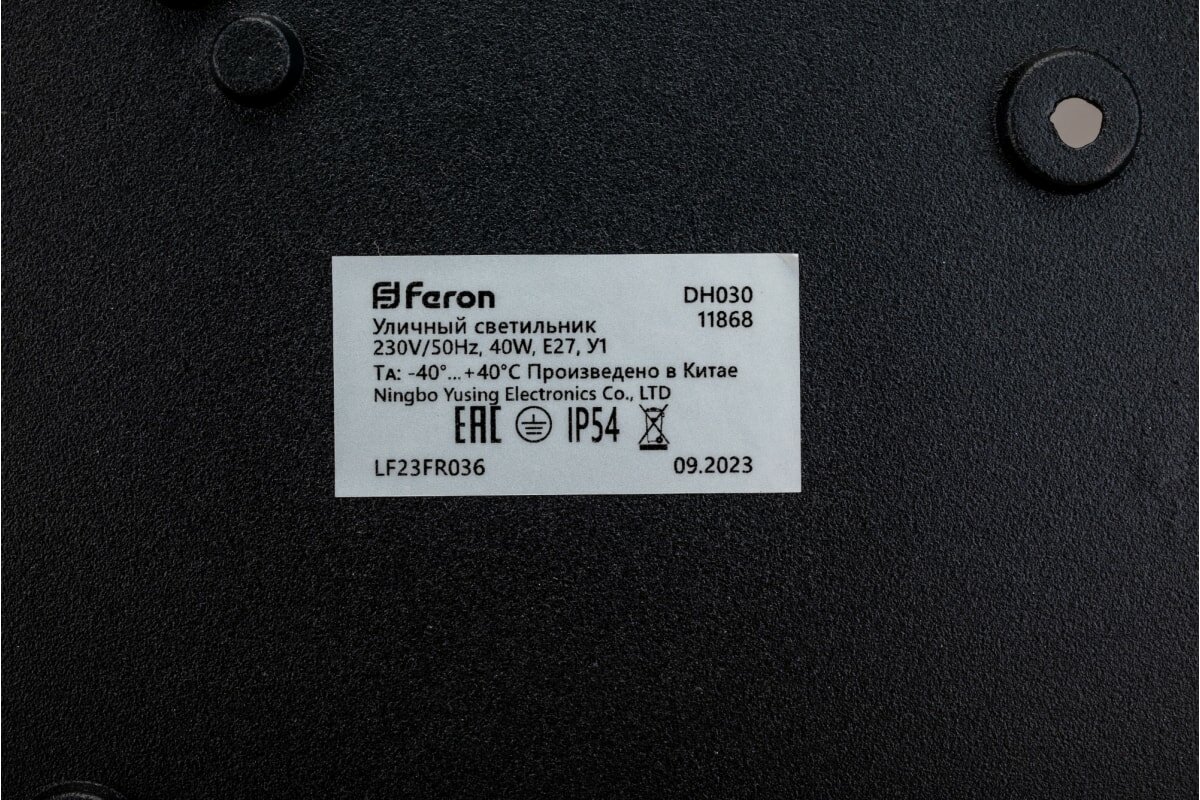 Feron DH030
Уличный светильник 11868
230V/50Hz, 40W, E27, У1
TA: -40°...+40°C Произведено в Китае
Ningbo Yusing Electronics Co., LTD
EAC IP54
LF23FR036 09.2023